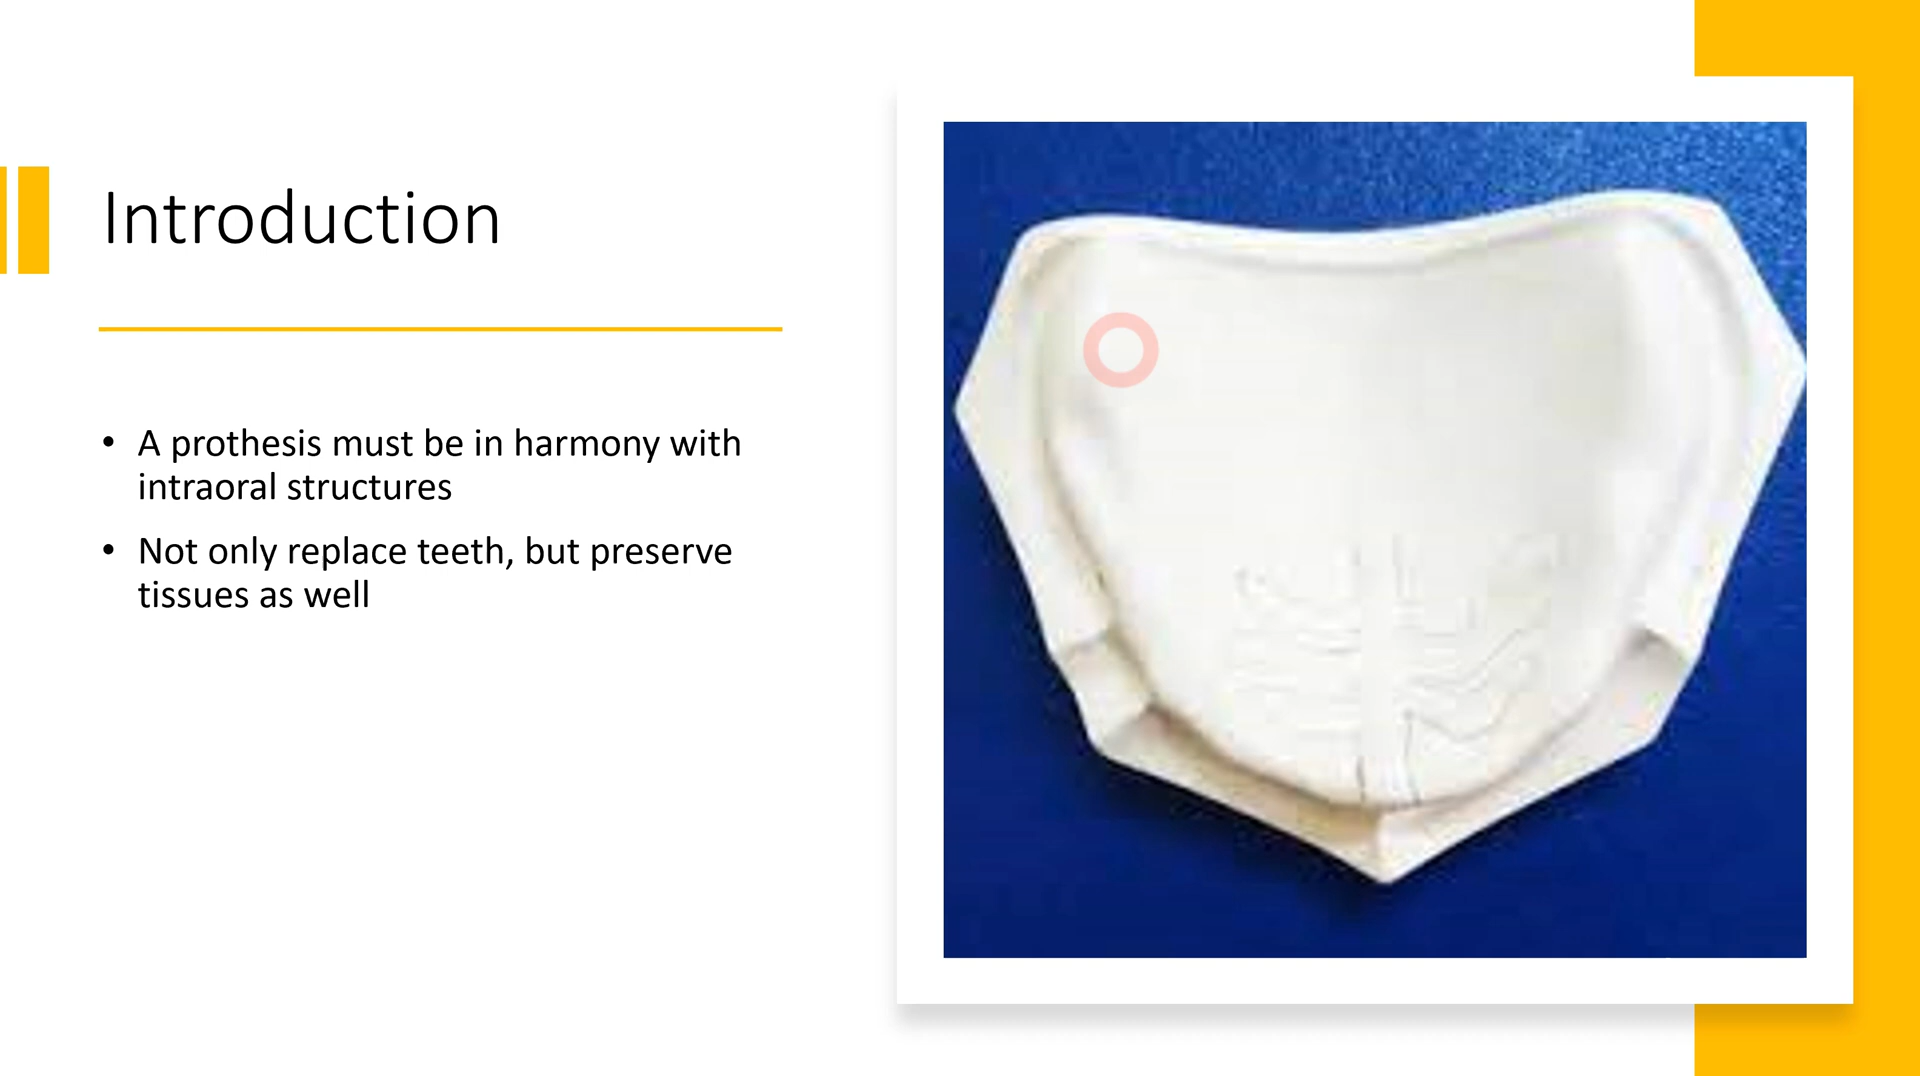 Introduction
• A prothesis must be in harmony with
intraoral structures
• Not only replace teeth, but preserve
tissues as well